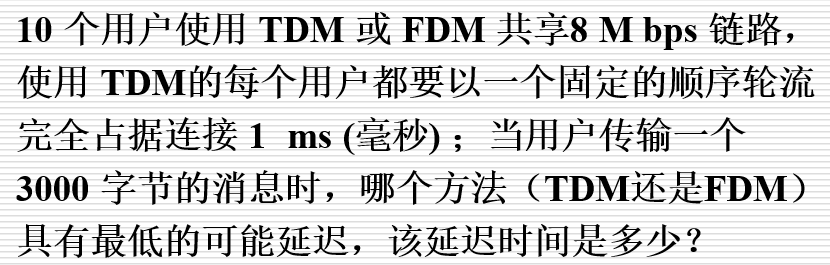 10 个用户使用 TDM 或 FDM 共享8 M bps 链路，
使用 TDM的每个用户都要以一个固定的顺序轮流
完全占据连接 1 ms (毫秒) ；当用户传输一个
3000 字节的消息时，哪个方法（TDM还是FDM）
具有最低的可能延迟，该延迟时间是多少？